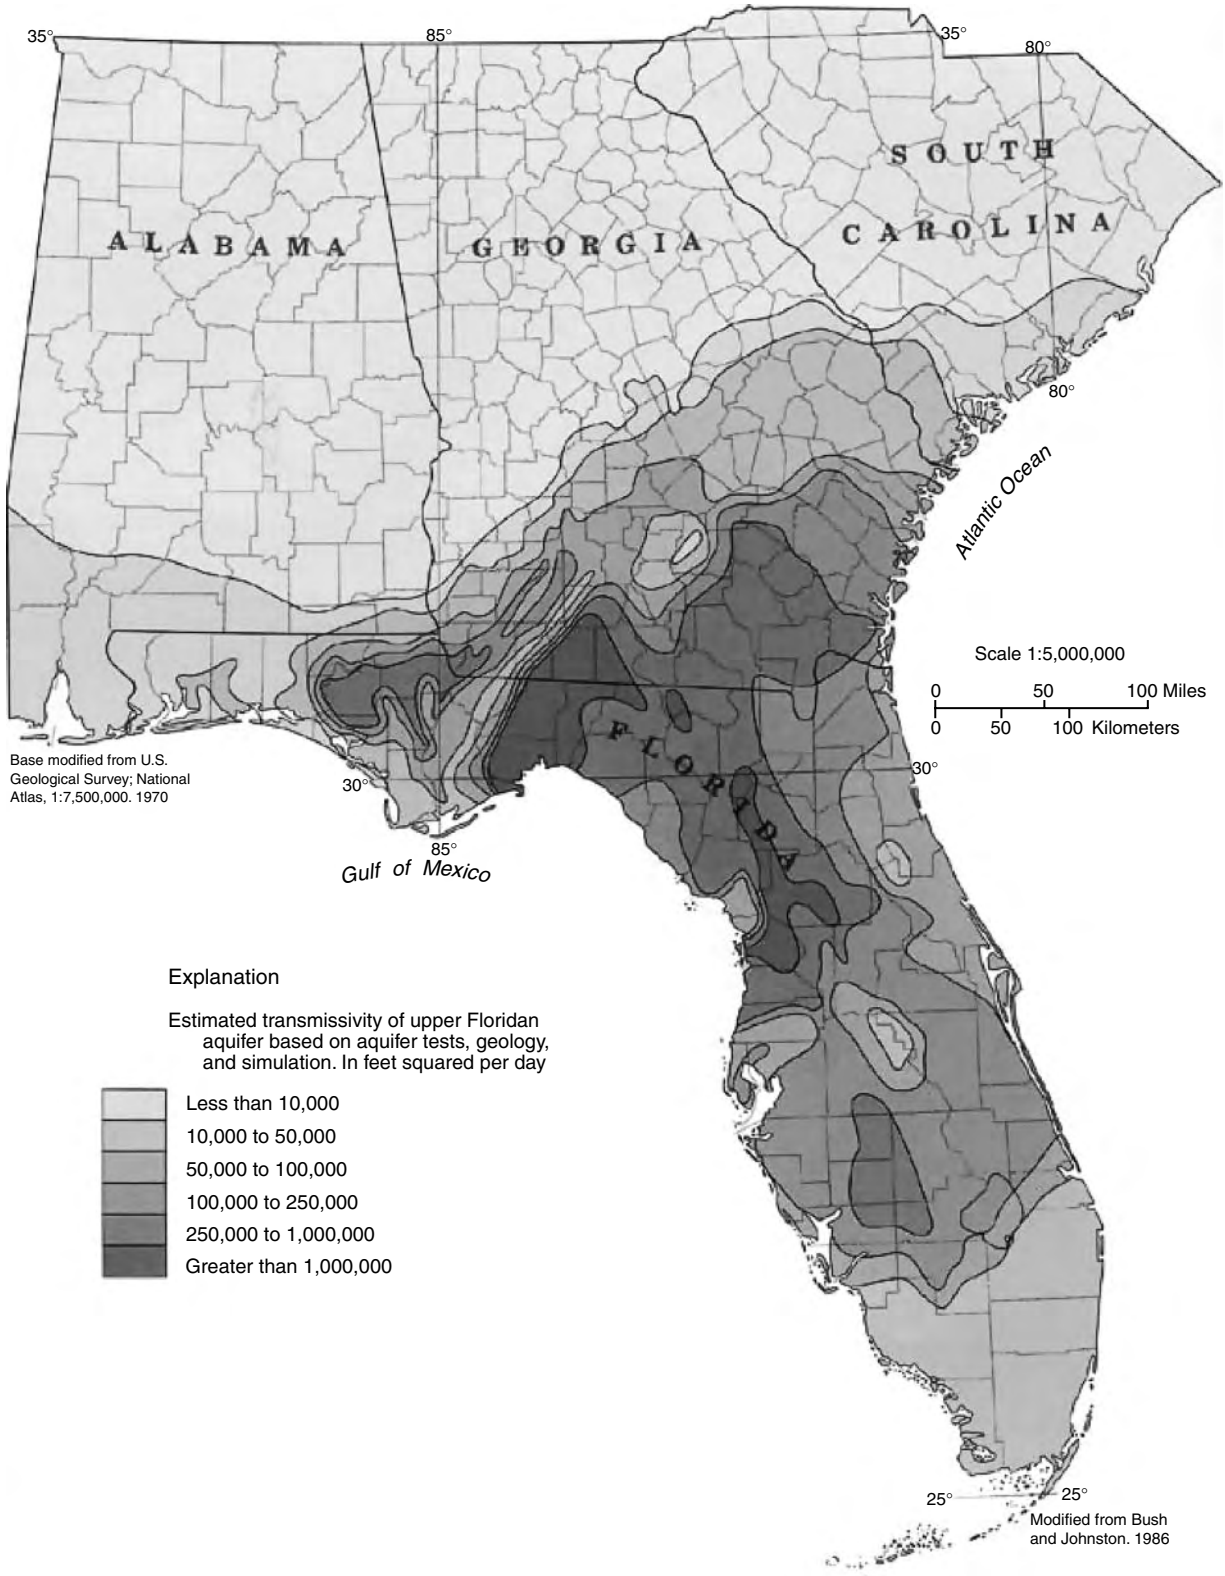 35°
85°
35°
80°
SOUTH
CAROLINA
ALABAMA
GEORGIA
80°
Atlantic Ocean
Scale 1:5,000,000
0 50 100 Miles
0 50 100 Kilometers
FLORIDA
Base modified from U.S.
Geological Survey; National
Atlas, 1:7,500,000. 1970
30°
30°
85°
Gulf of Mexico
Explanation
Estimated transmissivity of upper Floridan
aquifer based on aquifer tests, geology,
and simulation. In feet squared per day
Less than 10,000
10,000 to 50,000
50,000 to 100,000
100,000 to 250,000
250,000 to 1,000,000
Greater than 1,000,000
25°
25°
Modified from Bush
and Johnston. 1986